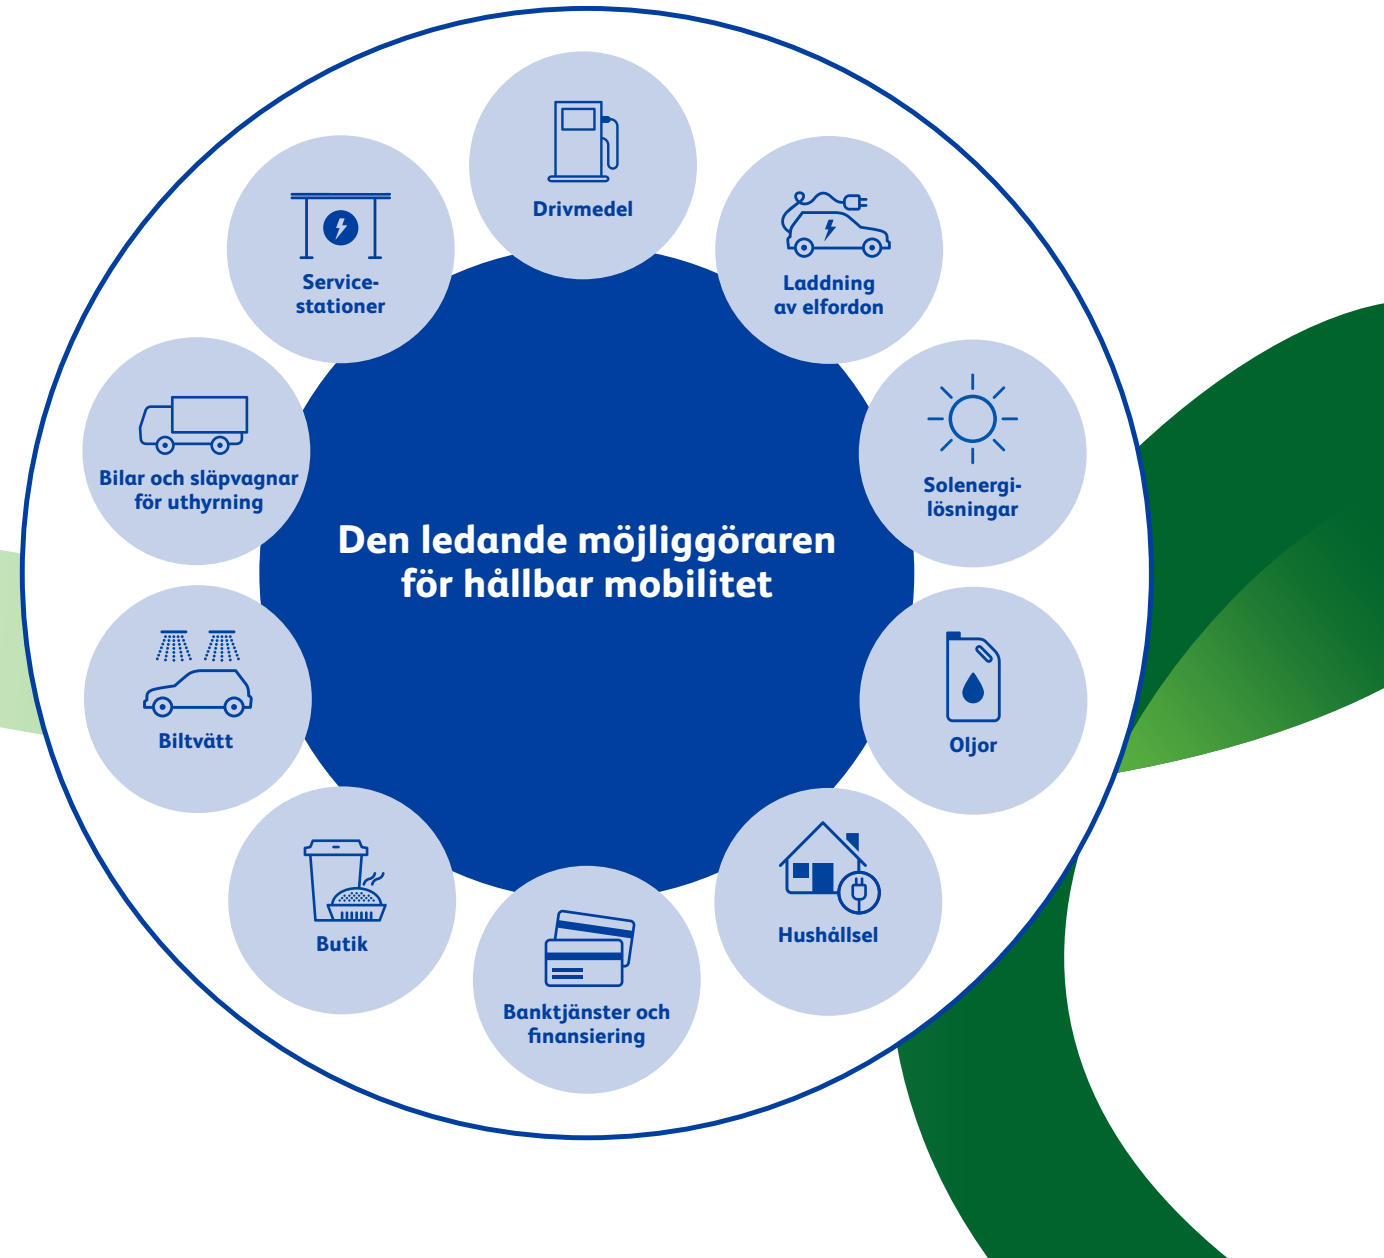 Drivmedel
Service-
stationer
Laddning
av elfordon
Bilar och släpvagnar
för uthyrning
Solenergi-
lösningar
Den ledande möjliggöraren
för hållbar mobilitet
Biltvätt
Oljor
Butik
Hushållsel
Banktjänster och
finansiering